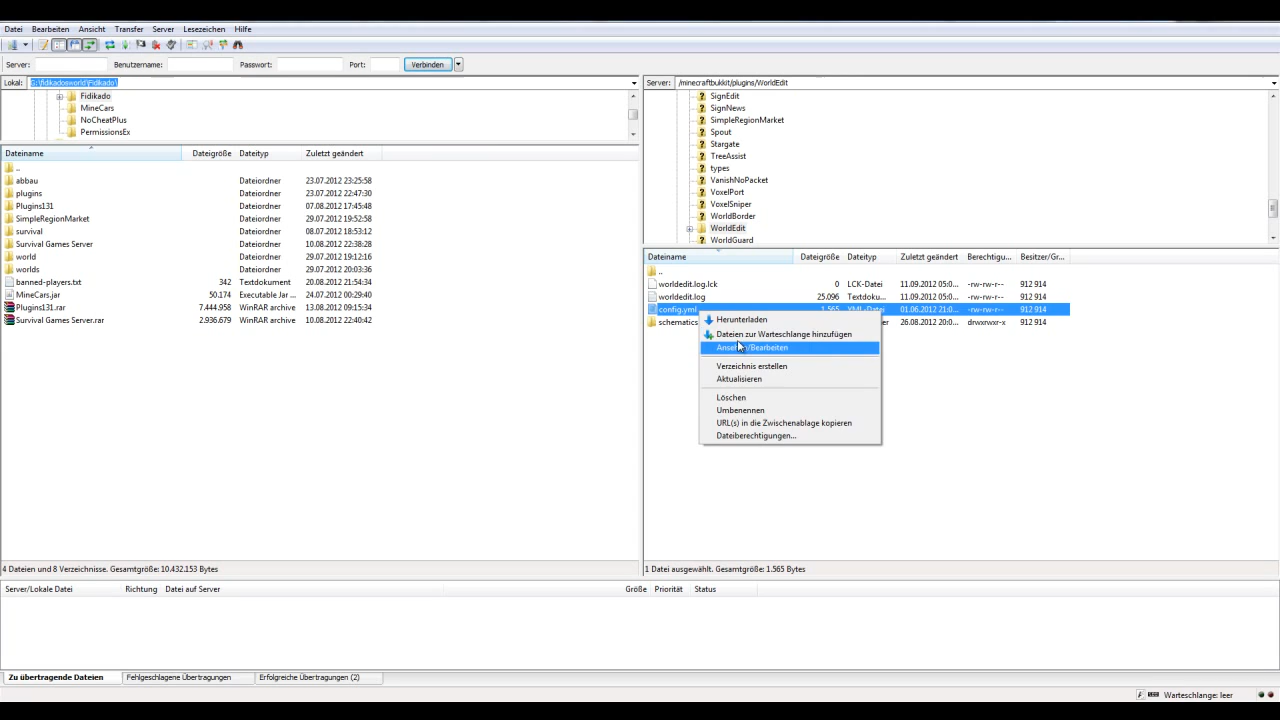 Datei Bearbeiten Ansicht Transfer Server Lesezeichen Hilfe
Server: Benutzername: Passwort: Port: Verbinden
Lokal: G:\fidikadosworld\Fidikado\
Fidikado
MineCars
NoCheatPlus
PermissionsEx
Dateiname Dateigröße Dateityp Zuletzt geändert
..
abbau Dateiordner 23.07.2012 23:25:58
plugins Dateiordner 23.07.2012 22:47:30
Plugins131 Dateiordner 07.08.2012 17:45:48
SimpleRegionMarket Dateiordner 29.07.2012 19:52:58
survival Dateiordner 08.07.2012 18:53:12
Survival Games Server Dateiordner 10.08.2012 22:38:28
world Dateiordner 29.07.2012 19:12:16
worlds Dateiordner 29.07.2012 20:03:36
banned-players.txt 342 Textdokument 20.08.2012 21:54:34
MineCars.jar 50.174 Executable Jar ... 24.07.2012 00:29:40
Plugins131.rar 7.444.958 WinRAR archive 13.08.2012 09:15:34
Survival Games Server.rar 2.936.679 WinRAR archive 10.08.2012 22:40:42
4 Dateien und 8 Verzeichnisse. Gesamtgröße: 10.432.153 Bytes
Server: /minecraftbukkit/plugins/WorldEdit
SignEdit
SignNews
SimpleRegionMarket
Spout
Stargate
TreeAssist
types
VanishNoPacket
VoxelPort
VoxelSniper
WorldBorder
WorldEdit
WorldGuard
Dateiname Dateigröße Dateityp Zuletzt geändert Berechtigu... Besitzer/Gr...
..
worldedit.log.lck 0 LCK-Datei 11.09.2012 05:0... -rw-rw-r-- 912 914
worldedit.log 25.096 Textdoku... 11.09.2012 05:0... -rw-rw-r-- 912 914
config.yml 1.565 YML-Datei 01.06.2012 21:0... -rw-rw-r-- 912 914
schematics 26.08.2012 20:0... drwxrwxr-x 912 914
Herunterladen
Dateien zur Warteschlange hinzufügen
Ansehen/Bearbeiten
Verzeichnis erstellen
Aktualisieren
Löschen
Umbenennen
URL(s) in die Zwischenablage kopieren
Dateiberechtigungen...
1 Datei ausgewählt. Gesamtgröße: 1.565 Bytes
Server/Lokale Datei Richtung Datei auf Server Größe Priorität Status
Zu übertragende Dateien Fehlgeschlagene Übertragungen Erfolgreiche Übertragungen (2)
Warteschlange: leer